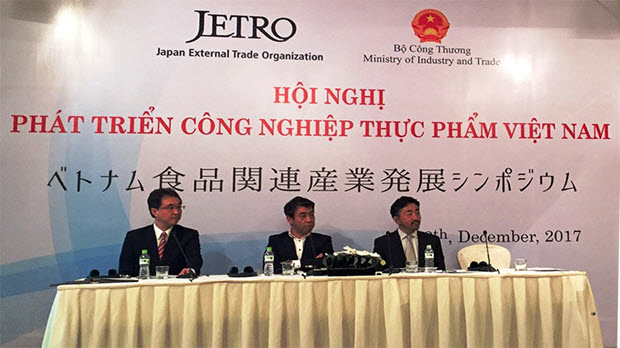 JETRO
Japan External Trade Organization
Bộ Công Thương
Ministry of Industry and Trade
HỘI NGHỊ
PHÁT TRIỂN CÔNG NGHIỆP THỰC PHẨM VIỆT NAM
ベトナム食品関連産業発展シンポジウム
December, 2017